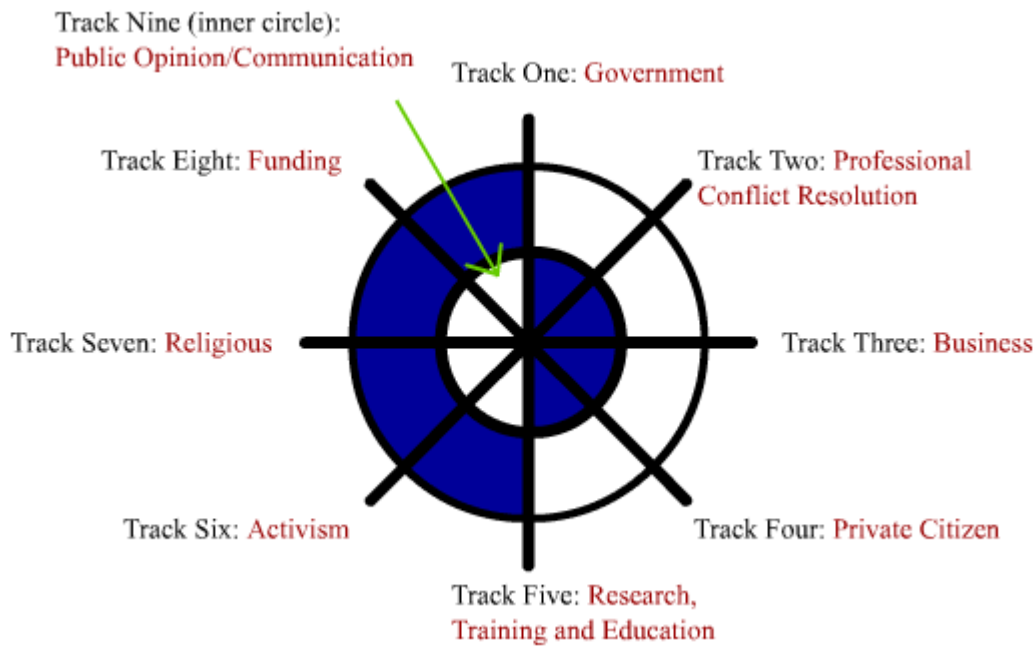 Track Nine (inner circle):
Public Opinion/Communication
Track One: Government
Track Eight: Funding
Track Two: Professional
Conflict Resolution
Track Seven: Religious
Track Three: Business
Track Six: Activism
Track Four: Private Citizen
Track Five: Research,
Training and Education